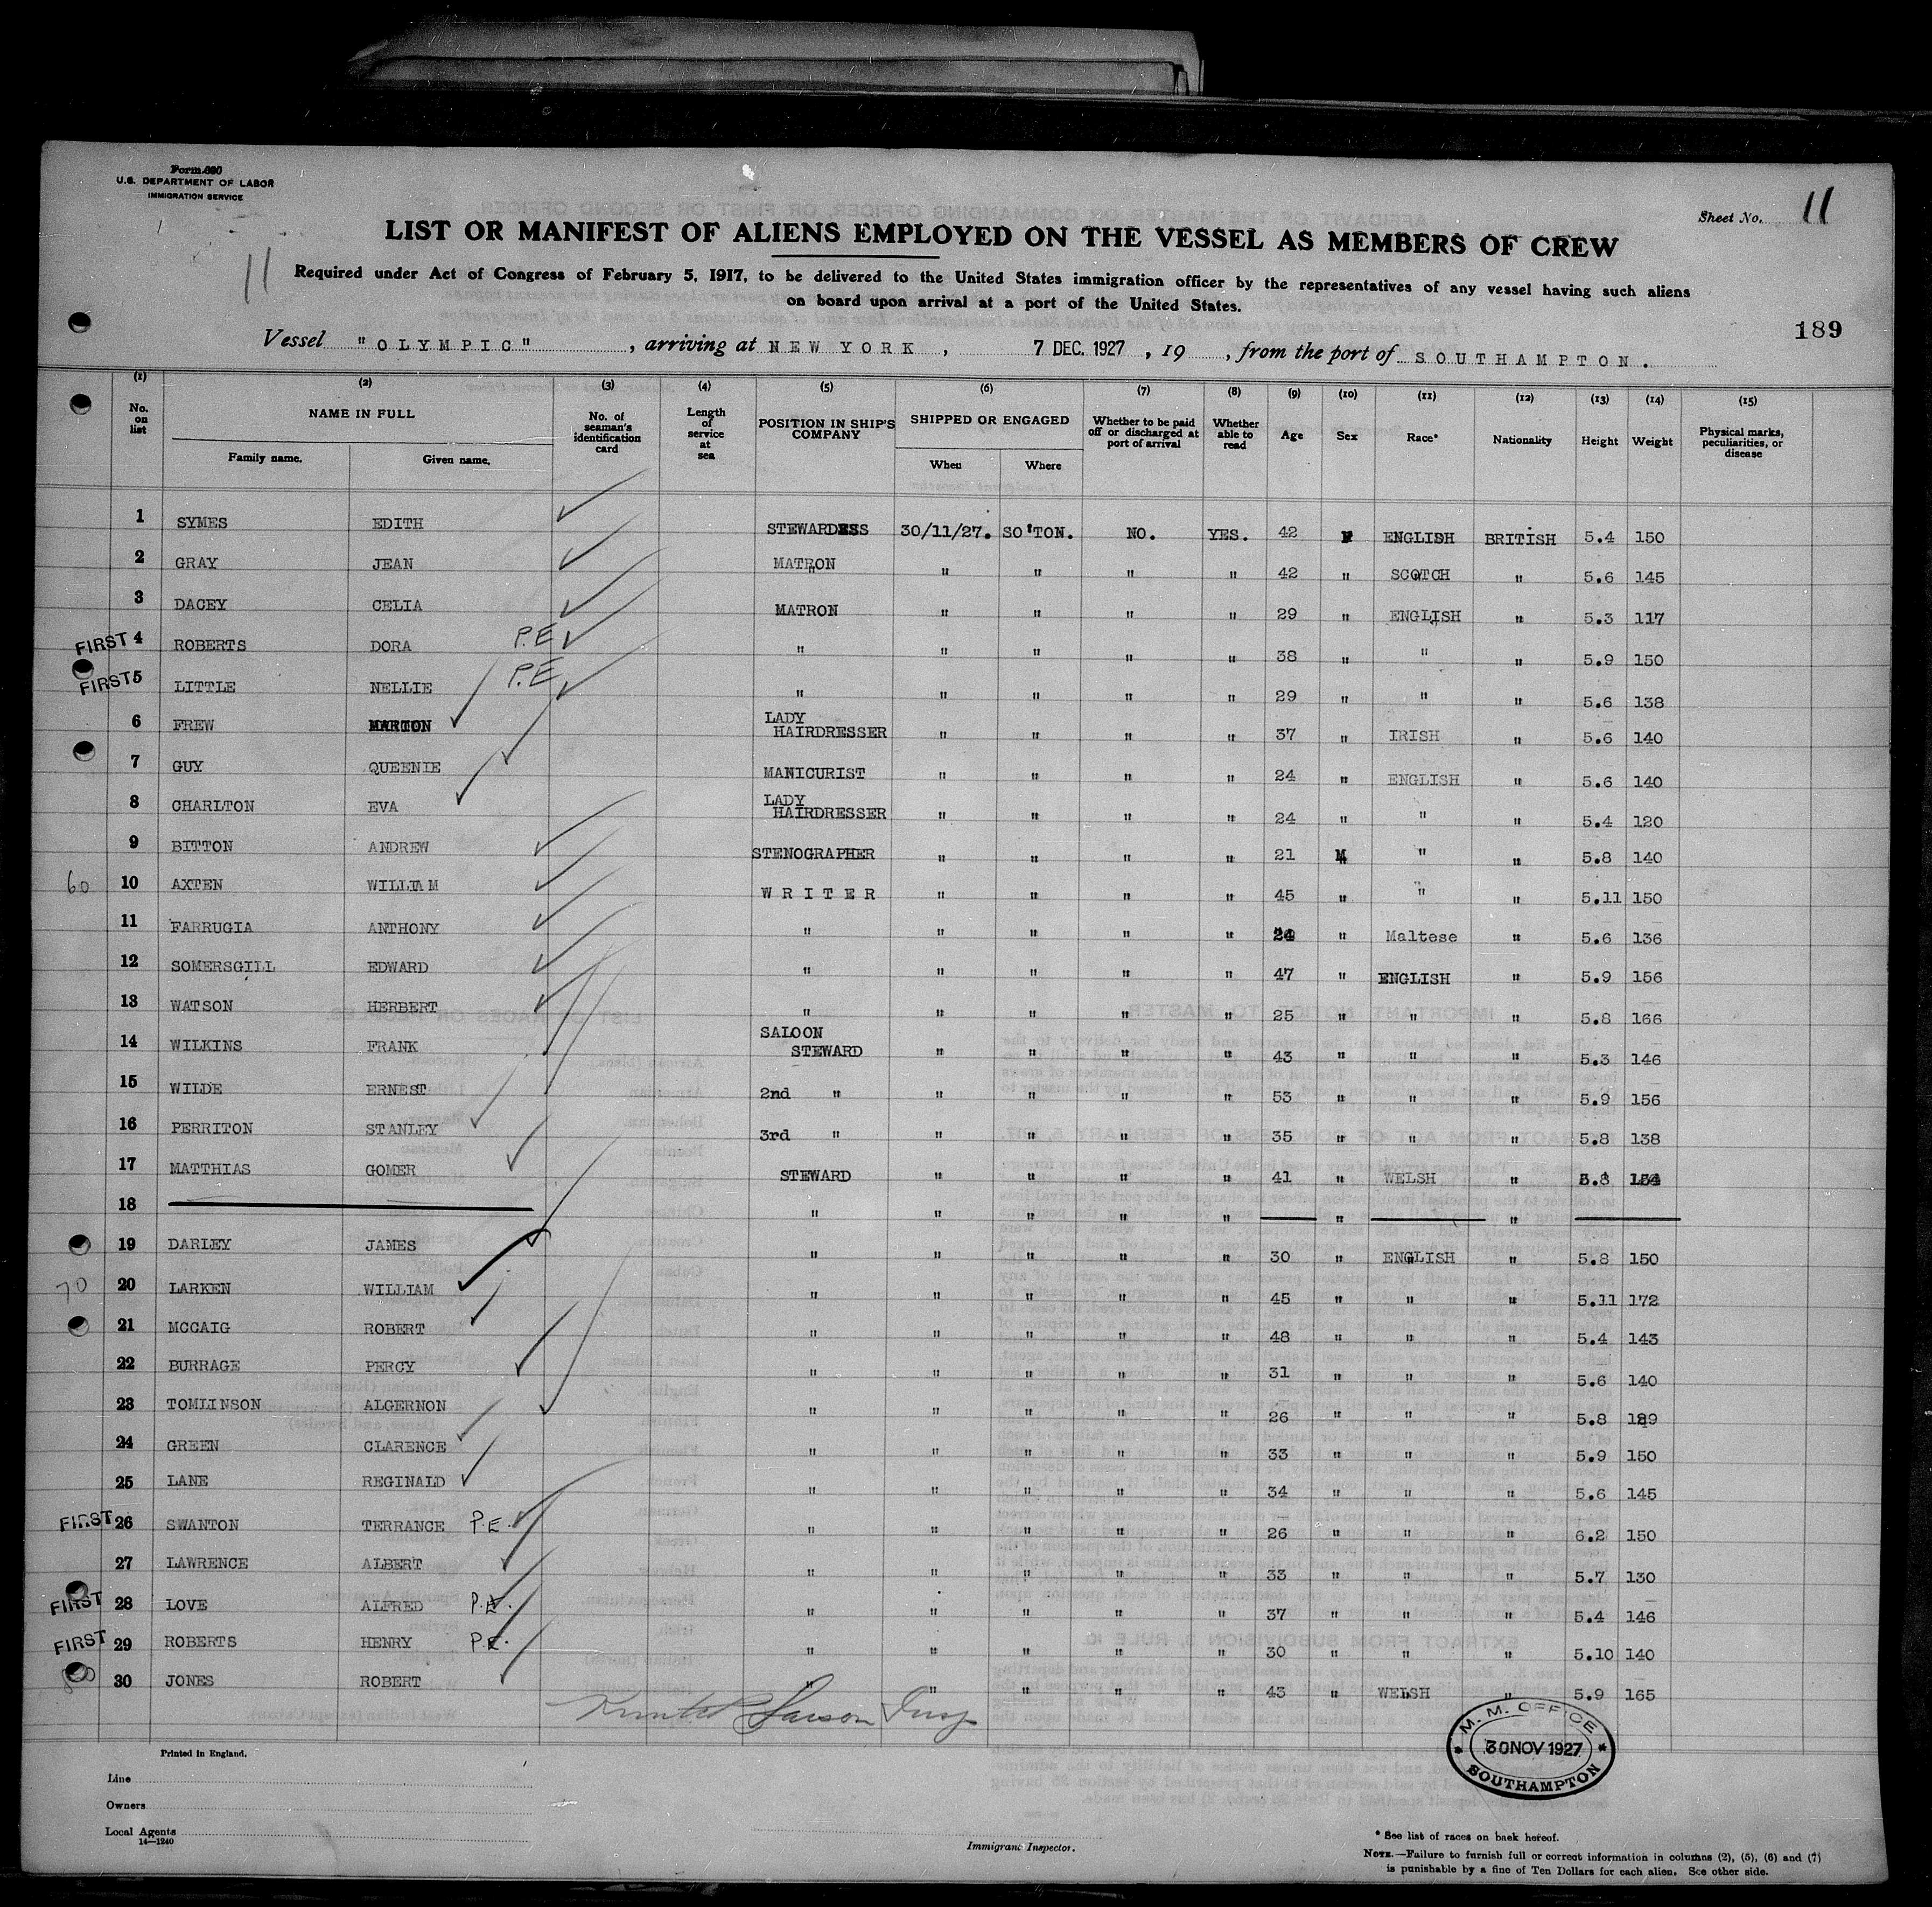 Form 680
U.S. DEPARTMENT OF LABOR
IMMIGRATION SERVICE
Sheet No. 11
11
LIST OR MANIFEST OF ALIENS EMPLOYED ON THE VESSEL AS MEMBERS OF CREW
Required under Act of Congress of February 5, 1917, to be delivered to the United States immigration officer by the representatives of any vessel having such aliens
on board upon arrival at a port of the United States.
189
Vessel "OLYMPIC", arriving at NEW YORK, 7 DEC. 1927, 19 , from the port of SOUTHAMPTON.
(1) (2) (3) (4) (5) (6) (7) (8) (9) (10) (11) (12) (13) (14) (15)
No. on list NAME IN FULL Family name. Given name. No. of seaman's identification card Length of service at sea POSITION IN SHIP'S COMPANY SHIPPED OR ENGAGED When Where Whether to be paid off or discharged at port of arrival Whether able to read Age Sex Race* Nationality Height Weight Physical marks, peculiarities, or disease
1 SYMES EDITH STEWARDESS 30/11/27. SO'TON. NO. YES. 42 F ENGLISH BRITISH 5.4 150
2 GRAY JEAN MATRON " " " " 42 " SCOTCH " 5.6 145
3 DACEY CELIA MATRON " " " " 29 " ENGLISH " 5.3 117
FIRST 4 ROBERTS DORA P.E " " " " " 38 " " " 5.9 150
FIRST 5 LITTLE NELLIE P.E " " " " " 29 " " " 5.6 138
6 FREW LADY HAIRDRESSER " " " " 37 " IRISH " 5.6 140
7 GUY QUEENIE MANICURIST " " " " 24 " ENGLISH " 5.6 140
8 CHARLTON EVA LADY HAIRDRESSER " " " " 24 " " " 5.4 120
9 BITTON ANDREW STENOGRAPHER " " " " 21 M " " 5.8 140
60 10 AXTEN WILLIAM WRITER " " " " 45 " " " 5.11 150
11 FARRUGIA ANTHONY " " " " " 24 " Maltese " 5.6 136
12 SOMERSGILL EDWARD " " " " " 47 " ENGLISH " 5.9 156
13 WATSON HERBERT " " " " " 25 " " " 5.8 166
14 WILKINS FRANK SALOON STEWARD " " " " 43 " " " 5.3 146
15 WILDE ERNEST 2nd " " " " " 53 " " " 5.9 156
16 PERRITON STANLEY 3rd " " " " " 35 " " " 5.8 138
17 MATTHIAS GOMER STEWARD " " " " 41 " WELSH "
18 " " " " " " "
19 DARLEY JAMES " " " " " 30 " ENGLISH " 5.8 150
70 20 LARKEN WILLIAM " " " " " 45 " " " 5.11 172
21 MCCAIG ROBERT " " " " " 48 " " " 5.4 143
22 BURRAGE PERCY " " " " " 31 " " " 5.6 140
23 TOMLINSON ALGERNON " " " " " 26 " " " 5.8
24 GREEN CLARENCE " " " " " 33 " " " 5.9 150
25 LANE REGINALD " " " " " 34 " " " 5.6 145
FIRST 26 SWANTON TERRANCE P.E. " " " " " 26 " " " 6.2 150
27 LAWRENCE ALBERT " " " " " 33 " " " 5.7 130
FIRST 28 LOVE ALFRED P.E. " " " " " 37 " " " 5.4 146
FIRST 29 ROBERTS HENRY P.E. " " " " " 30 " " " 5.10 140
80 30 JONES ROBERT " " " " " 43 " WELSH " 5.9 165
Larson Insp
M. M. OFFICE
30 NOV 1927
SOUTHAMPTON
Printed in England.
Line
Owners
Local Agents
14—1240
Immigrant Inspector.
* See list of races on back hereof.
NOTE.—Failure to furnish full or correct information in columns (2), (5), (6) and (7)
is punishable by a fine of Ten Dollars for each alien. See other side.